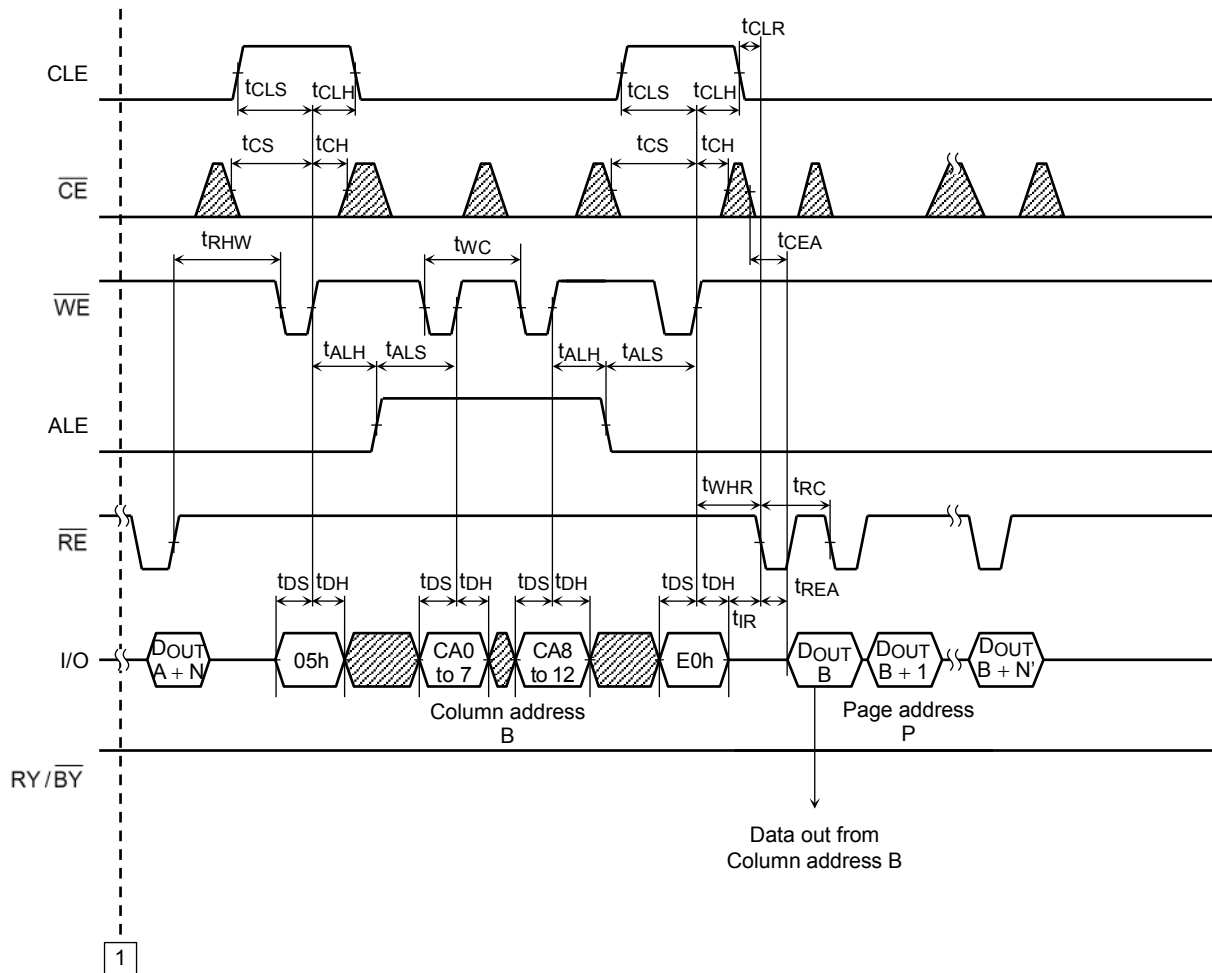 tCLR
CLE
tCLS tCLH tCLS tCLH
tCS tCH tCS tCH
CE
tCEA
tRHW tWC
WE
tALH tALS tALH tALS
ALE
tWHR tRC
RE
tDS tDH tDS tDH tDS tDH tDS tDH tREA
tIR
I/O
DOUT A + N
05h
CA0 to 7
CA8 to 12
E0h
DOUT B
DOUT B + 1
DOUT B + N’
Column address
B
Page address
P
RY / BY
Data out from
Column address B
1